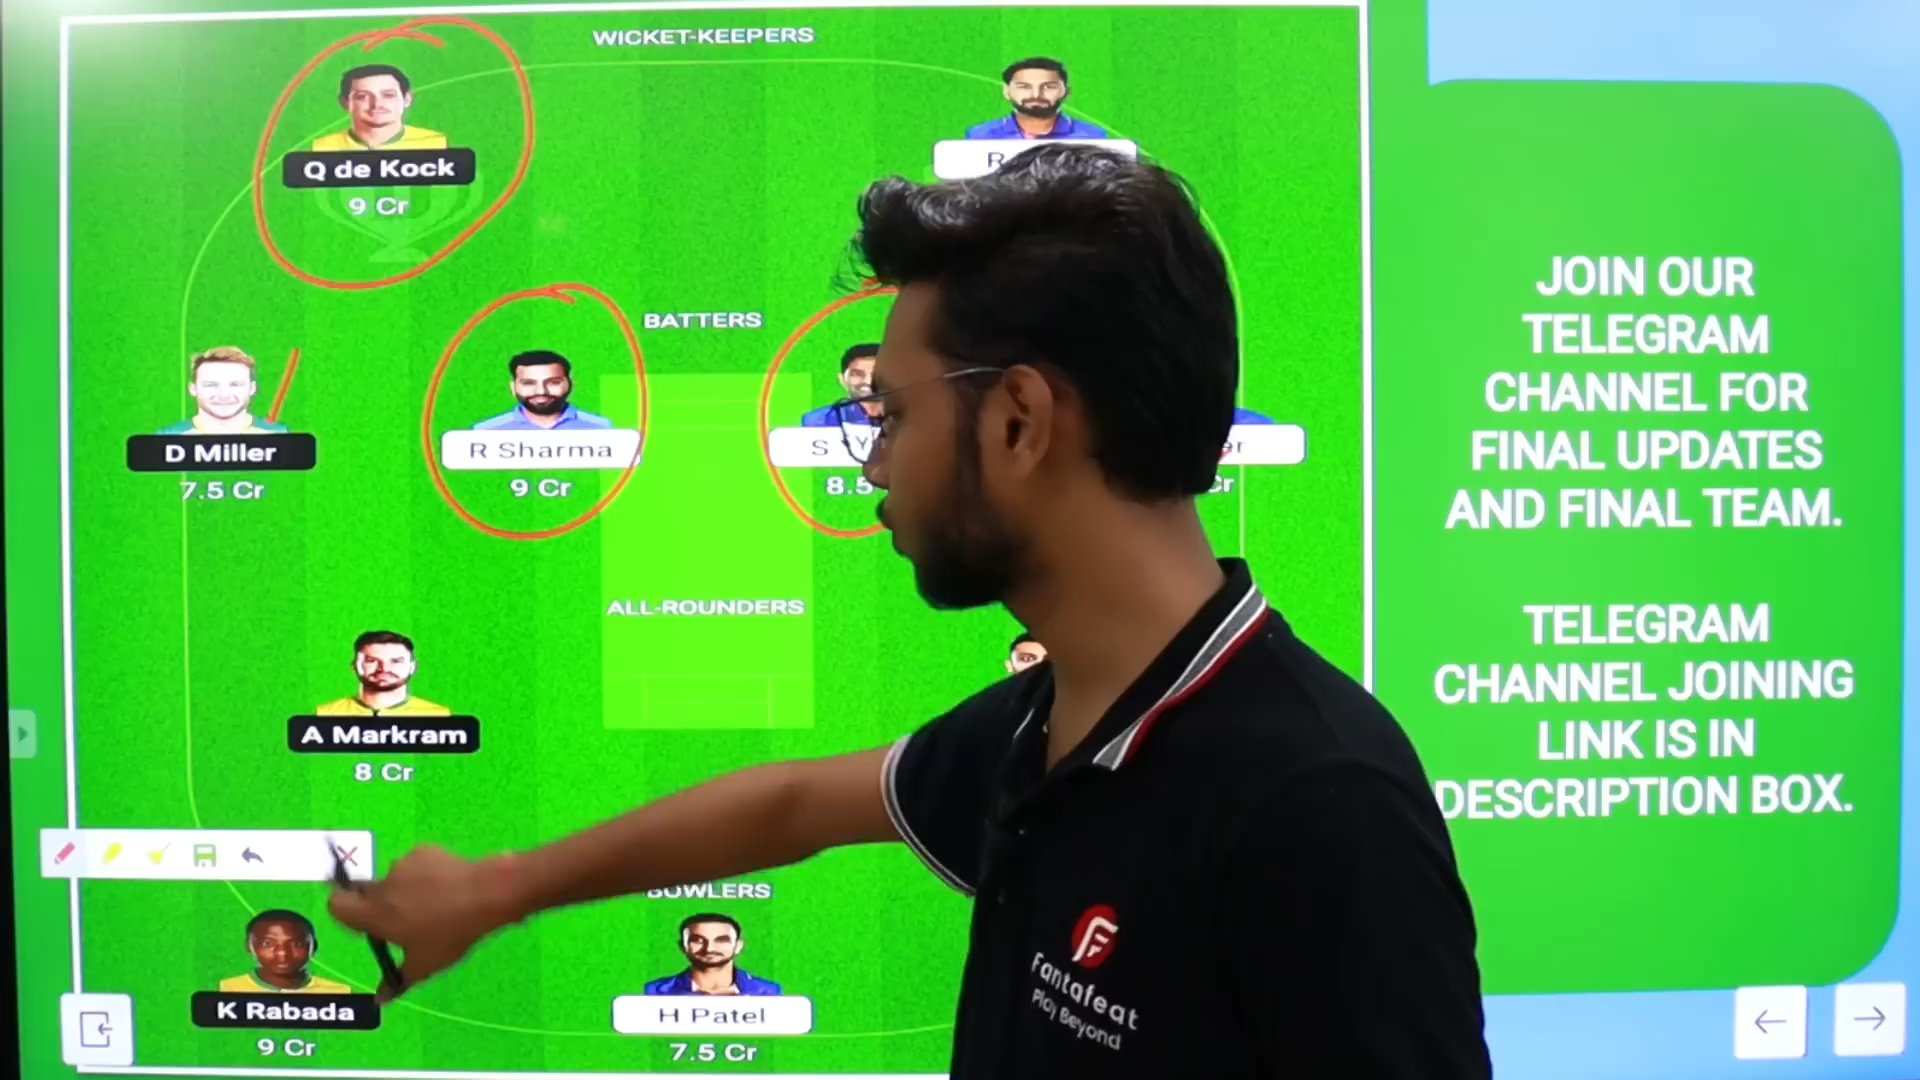 WICKET-KEEPERS
Q de Kock
9 Cr
R
BATTERS
D Miller
7.5 Cr
R Sharma
9 Cr
S
8.5
ALL-ROUNDERS
A Markram
8 Cr
BOWLERS
K Rabada
9 Cr
H Patel
7.5 Cr
JOIN OUR
TELEGRAM
CHANNEL FOR
FINAL UPDATES
AND FINAL TEAM.
TELEGRAM
CHANNEL JOINING
LINK IS IN
DESCRIPTION BOX.
Fantafeat
Play Beyond